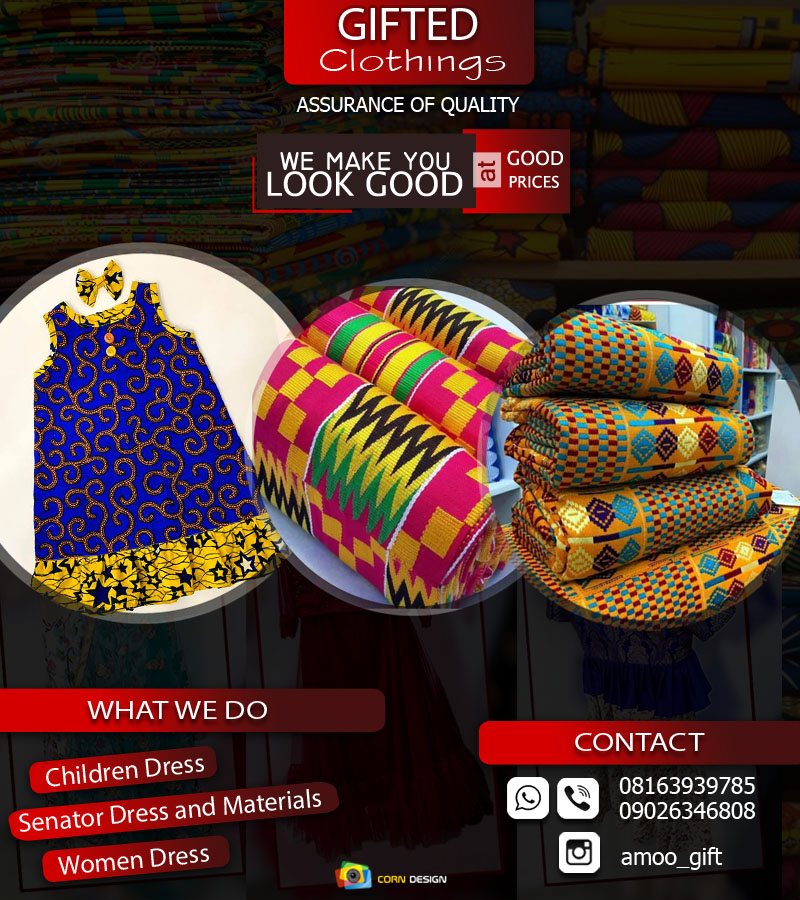 GIFTED
Clothings
ASSURANCE OF QUALITY
WE MAKE YOU
LOOK GOOD
at
GOOD
PRICES
WHAT WE DO
Children Dress
Senator Dress and Materials
Women Dress
CONTACT
08163939785
09026346808
amoo_gift
CORN DESIGN